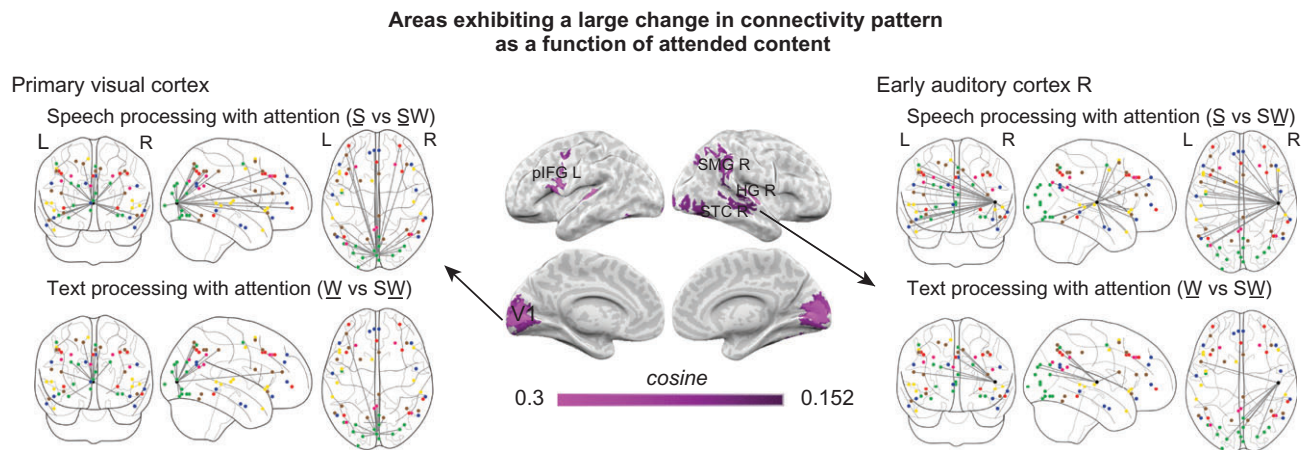 Areas exhibiting a large change in connectivity pattern
as a function of attended content
Primary visual cortex
Speech processing with attention (S vs SW)
L
R
L
R
Text processing with attention (W vs SW)
pIFG L
SMG R
HG R
STC R
V1
cosine
0.3
0.152
Early auditory cortex R
Speech processing with attention (S vs SW)
L
R
L
R
Text processing with attention (W vs SW)